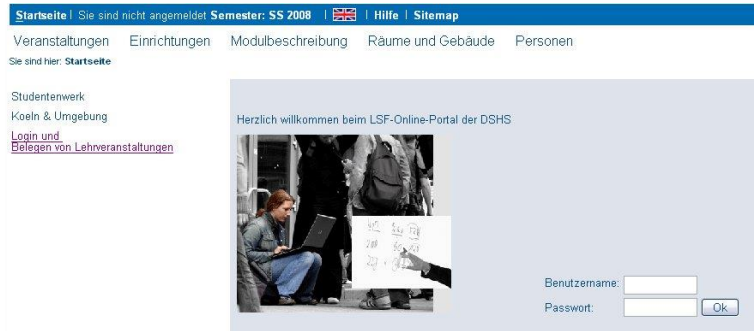 Startseite | Sie sind nicht angemeldet Semester: SS 2008 | | Hilfe | Sitemap
Veranstaltungen Einrichtungen Modulbeschreibung Räume und Gebäude Personen
Sie sind hier: Startseite
Studentenwerk
Koeln & Umgebung
Login und
Belegen von Lehrveranstaltungen
Herzlich willkommen beim LSF-Online-Portal der DSHS
Benutzername:
Passwort: Ok